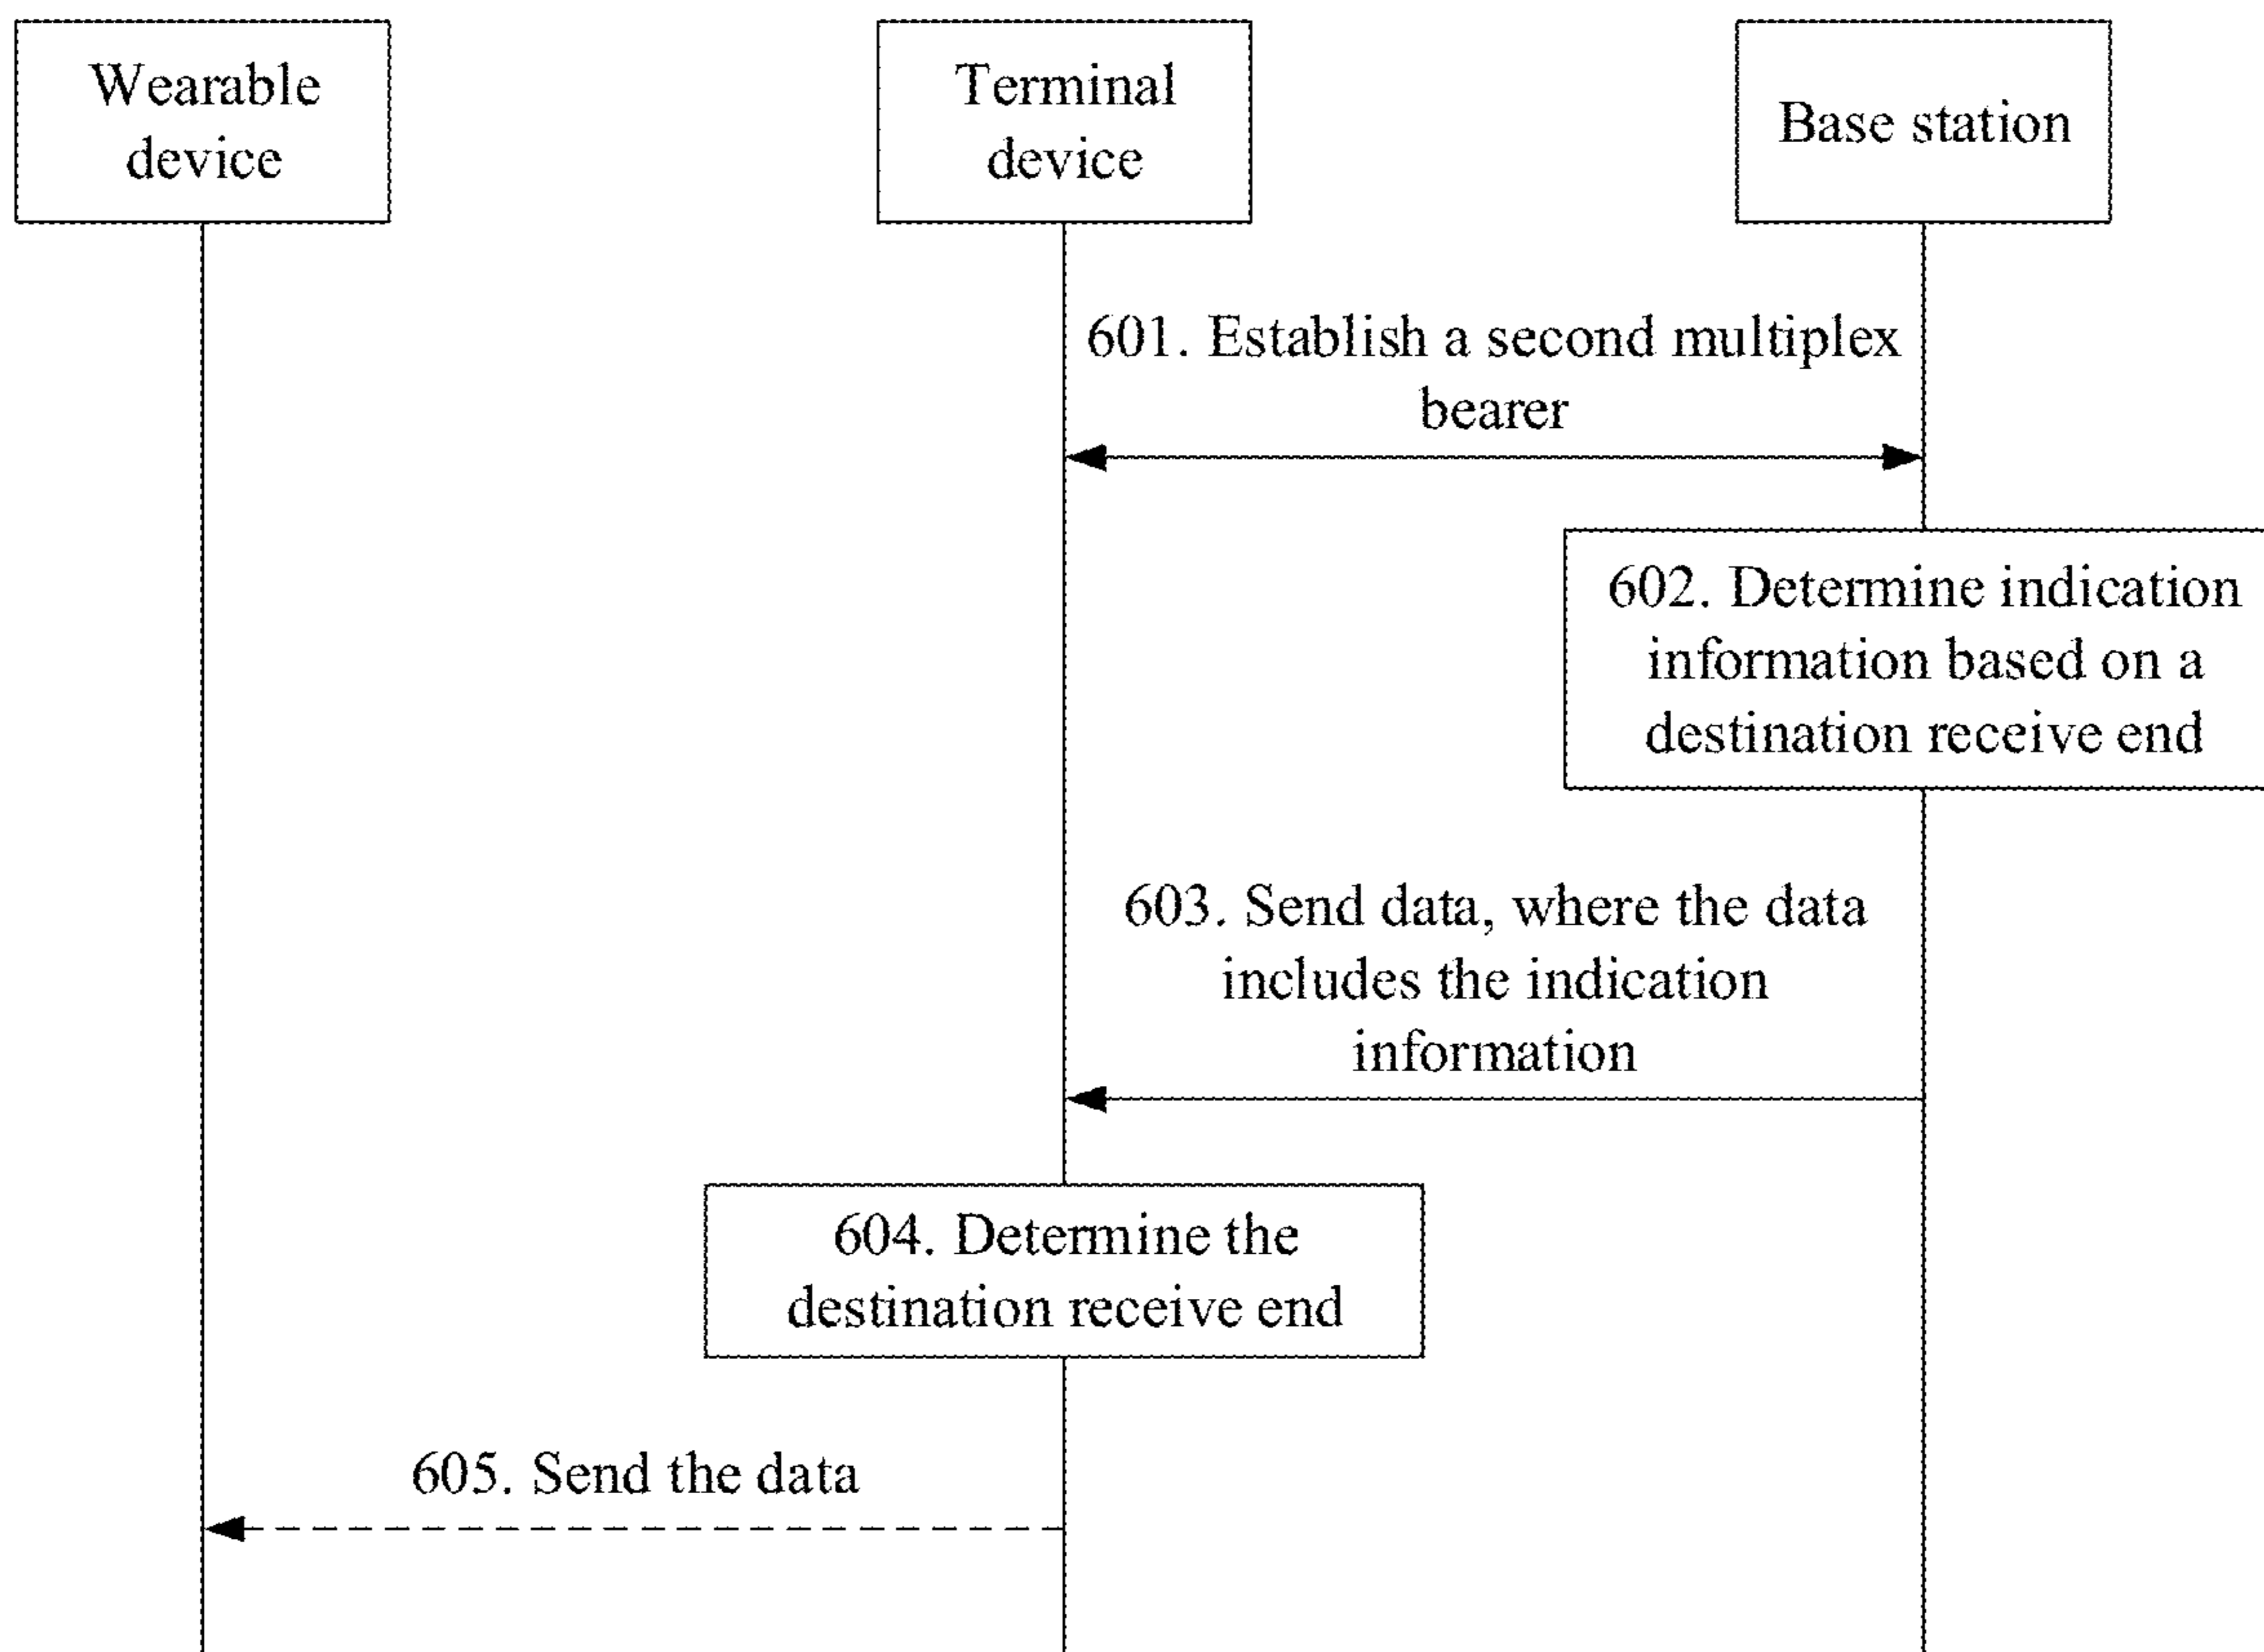 Wearable
device
Terminal
device
Base station
601. Establish a second multiplex
bearer
602. Determine indication
information based on a
destination receive end
603. Send data, where the data
includes the indication
information
604. Determine the
destination receive end
605. Send the data